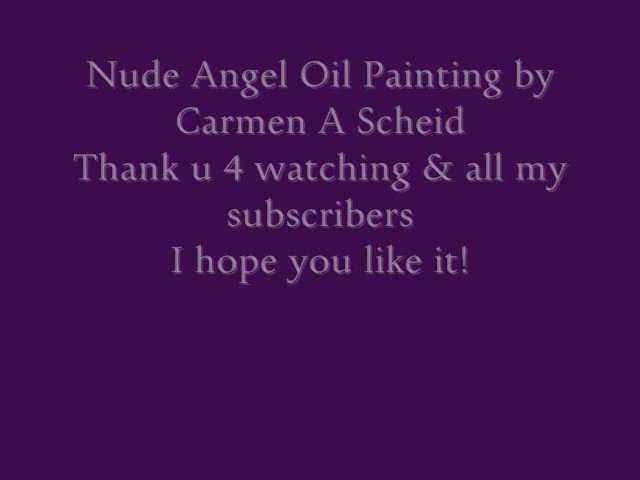 Nude Angel Oil Painting by
Carmen A Scheid
Thank u 4 watching & all my
subscribers
I hope you like it!